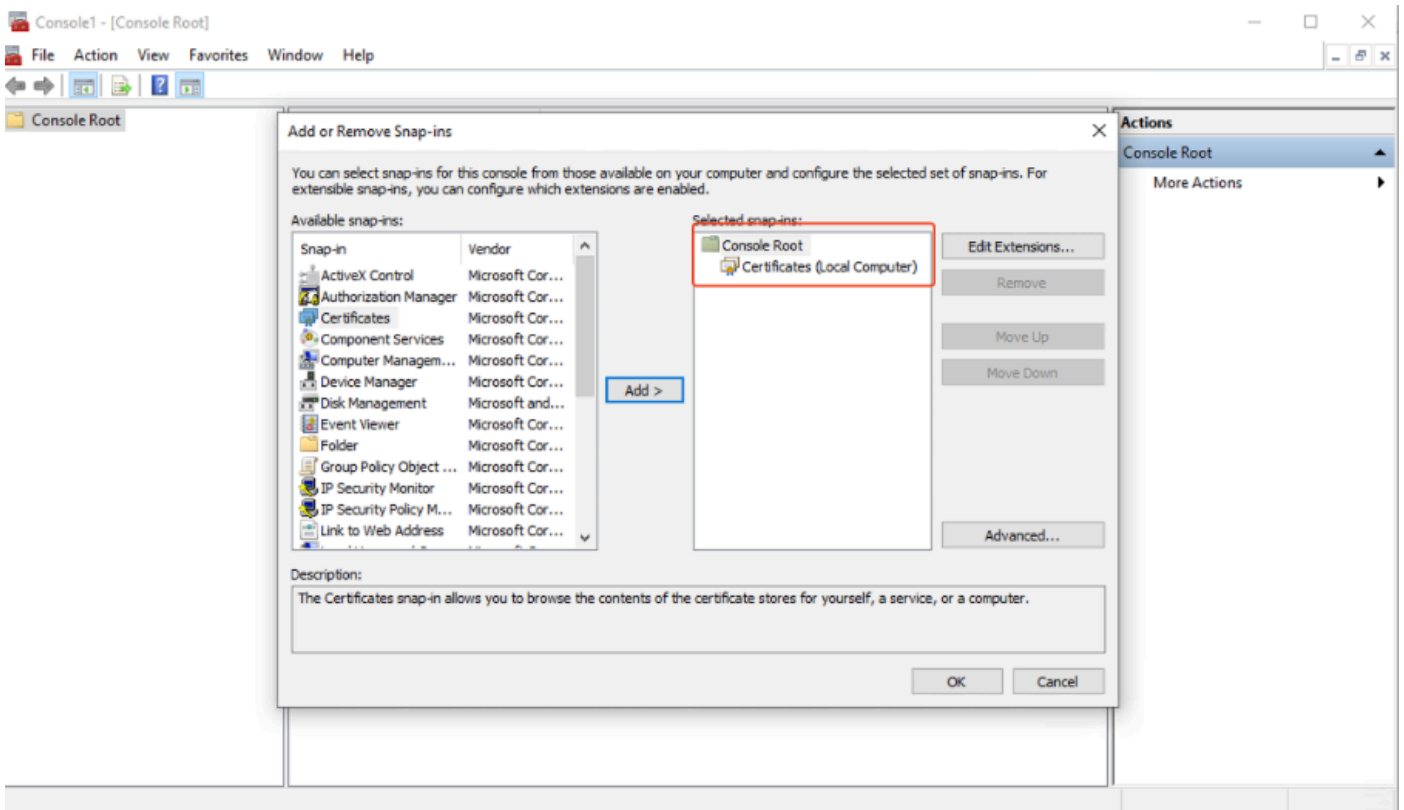 Console1 - [Console Root]
File Action View Favorites Window Help
Console Root
Add or Remove Snap-ins
You can select snap-ins for this console from those available on your computer and configure the selected set of snap-ins. For
extensible snap-ins, you can configure which extensions are enabled.
Available snap-ins:
Snap-in Vendor
ActiveX Control Microsoft Cor...
Authorization Manager Microsoft Cor...
Certificates Microsoft Cor...
Component Services Microsoft Cor...
Computer Managem... Microsoft Cor...
Device Manager Microsoft Cor...
Disk Management Microsoft and...
Event Viewer Microsoft Cor...
Folder Microsoft Cor...
Group Policy Object ... Microsoft Cor...
IP Security Monitor Microsoft Cor...
IP Security Policy M... Microsoft Cor...
Link to Web Address Microsoft Cor...
Add >
Selected snap-ins:
Console Root
Certificates (Local Computer)
Edit Extensions...
Remove
Move Up
Move Down
Advanced...
Description:
The Certificates snap-in allows you to browse the contents of the certificate stores for yourself, a service, or a computer.
OK Cancel
Actions
Console Root
More Actions